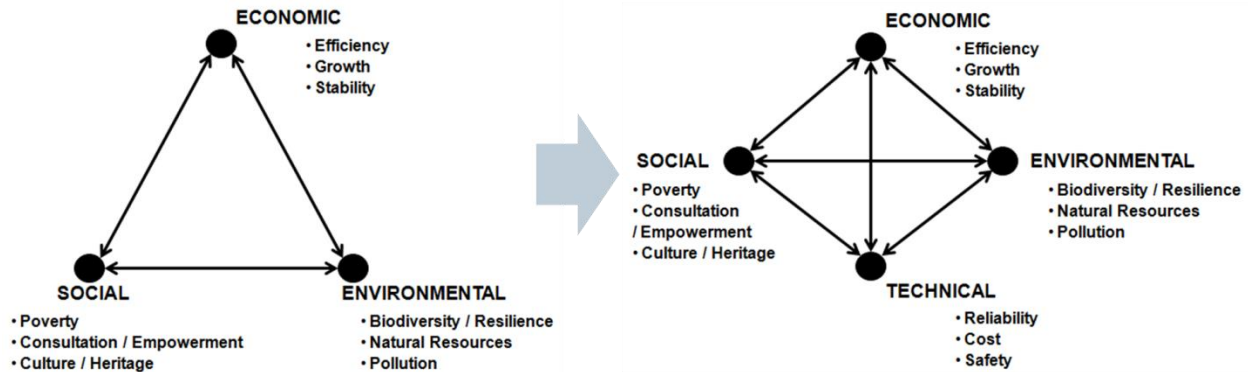 ECONOMIC
• Efficiency
• Growth
• Stability
SOCIAL
• Poverty
• Consultation / Empowerment
• Culture / Heritage
ENVIRONMENTAL
• Biodiversity / Resilience
• Natural Resources
• Pollution
ECONOMIC
• Efficiency
• Growth
• Stability
SOCIAL
• Poverty
• Consultation
/ Empowerment
• Culture / Heritage
ENVIRONMENTAL
• Biodiversity / Resilience
• Natural Resources
• Pollution
TECHNICAL
• Reliability
• Cost
• Safety